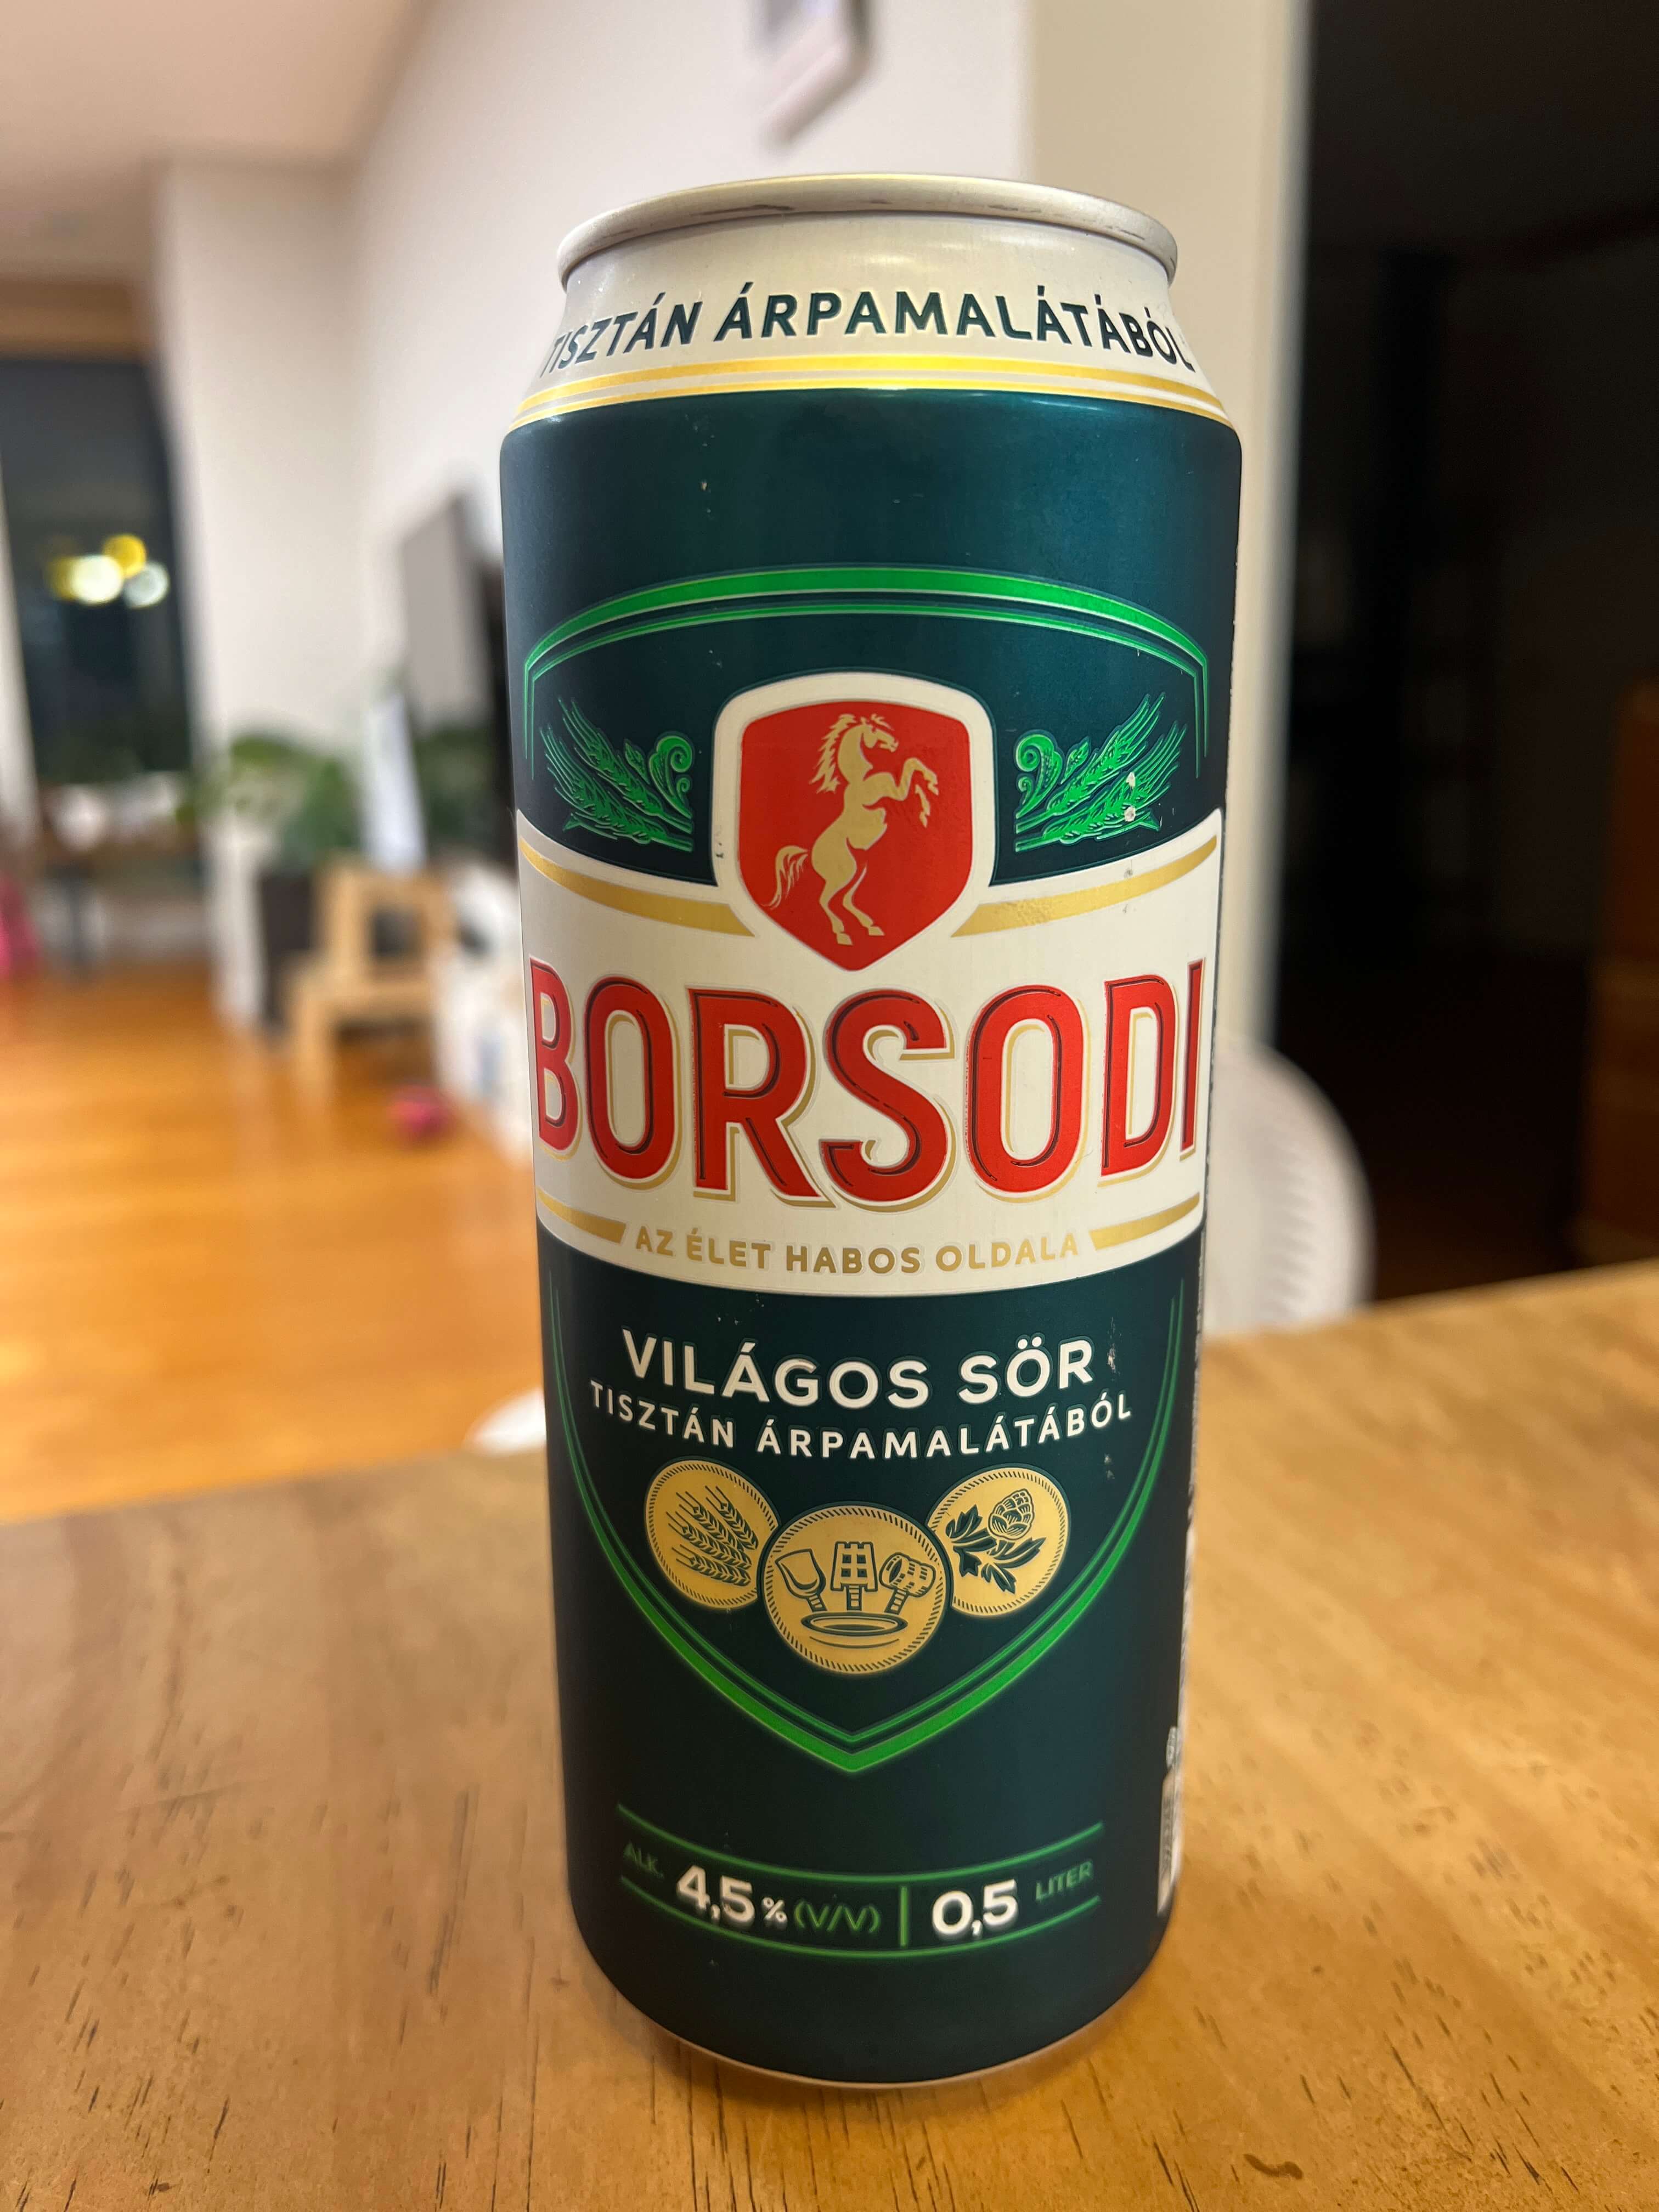 TISZTÁN ÁRPAMALÁTÁBÓL
BORSODI
AZ ÉLET HABOS OLDALA
VILÁGOS SÖR
TISZTÁN ÁRPAMALÁTÁBÓL
ALK. 4,5% (V/V) | 0,5 LITER